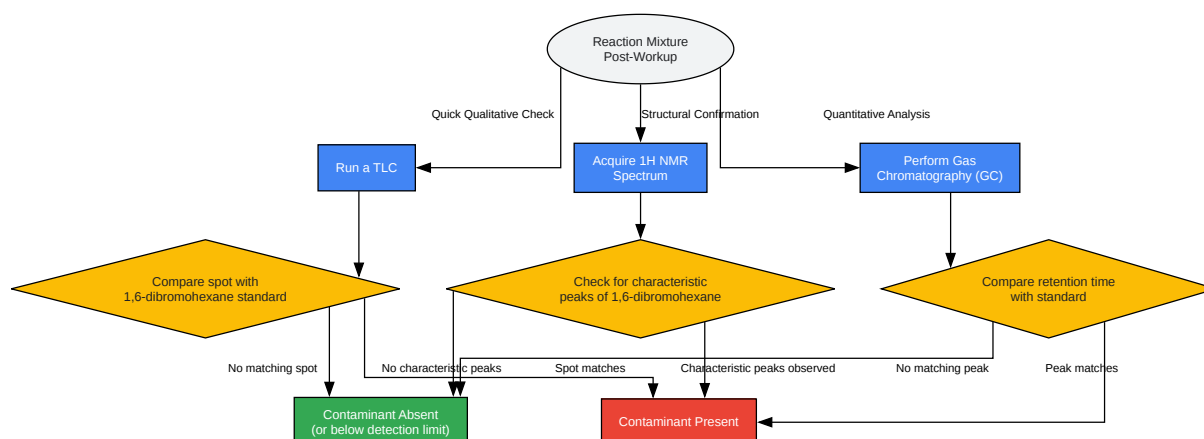 Reaction Mixture
Post-Workup
Quick Qualitative Check
Structural Confirmation
Quantitative Analysis
Run a TLC
Acquire 1H NMR
Spectrum
Perform Gas
Chromatography (GC)
Compare spot with
1,6-dibromohexane standard
Check for characteristic
peaks of 1,6-dibromohexane
Compare retention time
with standard
No matching spot
No characteristic peaks
Spot matches
Characteristic peaks observed
No matching peak
Peak matches
Contaminant Absent
(or below detection limit)
Contaminant Present